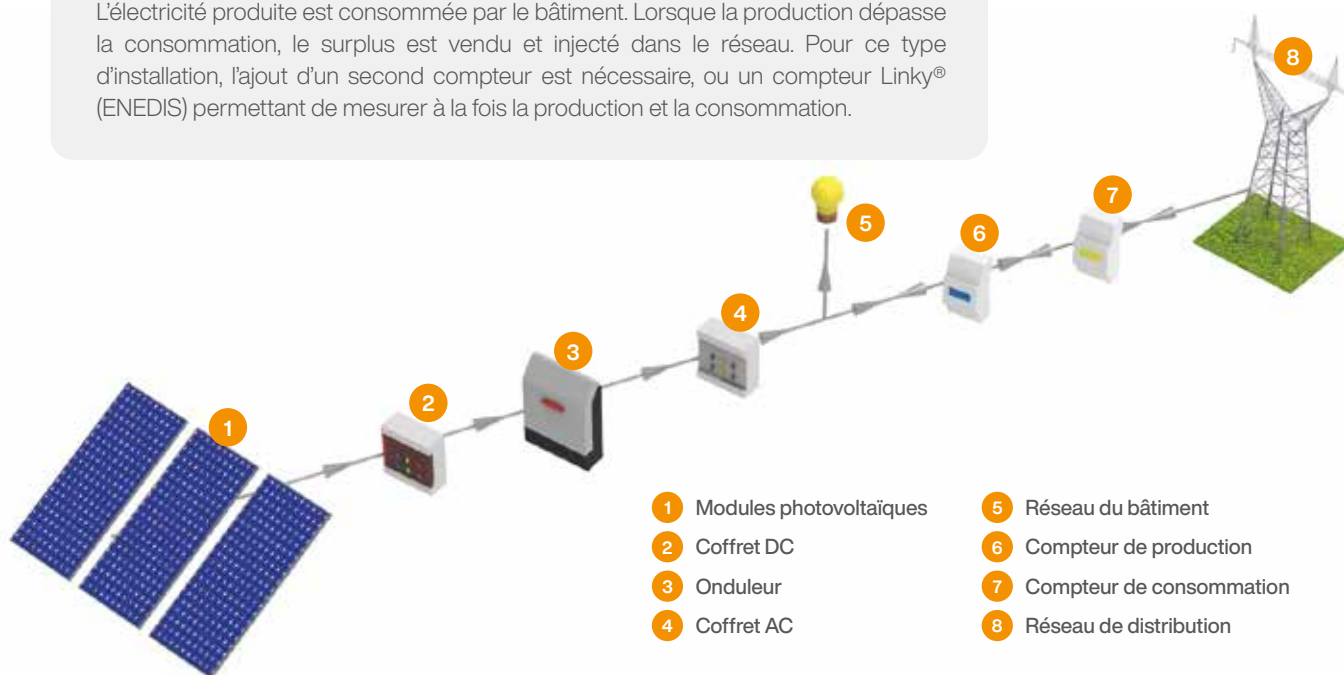 L'électricité produite est consommée par le bâtiment. Lorsque la production dépasse
la consommation, le surplus est vendu et injecté dans le réseau. Pour ce type
d'installation, l'ajout d'un second compteur est nécessaire, ou un compteur Linky®
(ENEDIS) permettant de mesurer à la fois la production et la consommation.
8
7
5
6
4
3
2
1
1 Modules photovoltaïques
2 Coffret DC
3 Onduleur
4 Coffret AC
5 Réseau du bâtiment
6 Compteur de production
7 Compteur de consommation
8 Réseau de distribution